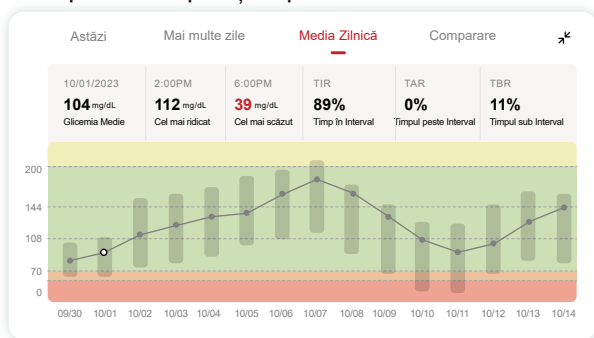 Astăzi Mai multe zile Media Zilnică Comparare
10/01/2023 2:00PM 6:00PM TIR TAR TBR
104 mg/dL 112 mg/dL 39 mg/dL 89% 0% 11%
Glicemia Medie Cel mai ridicat Cel mai scăzut Timp în Interval Timpul peste Interval Timpul sub Interval
200
144
108
70
0
09/30 10/01 10/02 10/03 10/04 10/05 10/06 10/07 10/08 10/09 10/10 10/11 10/12 10/13 10/14